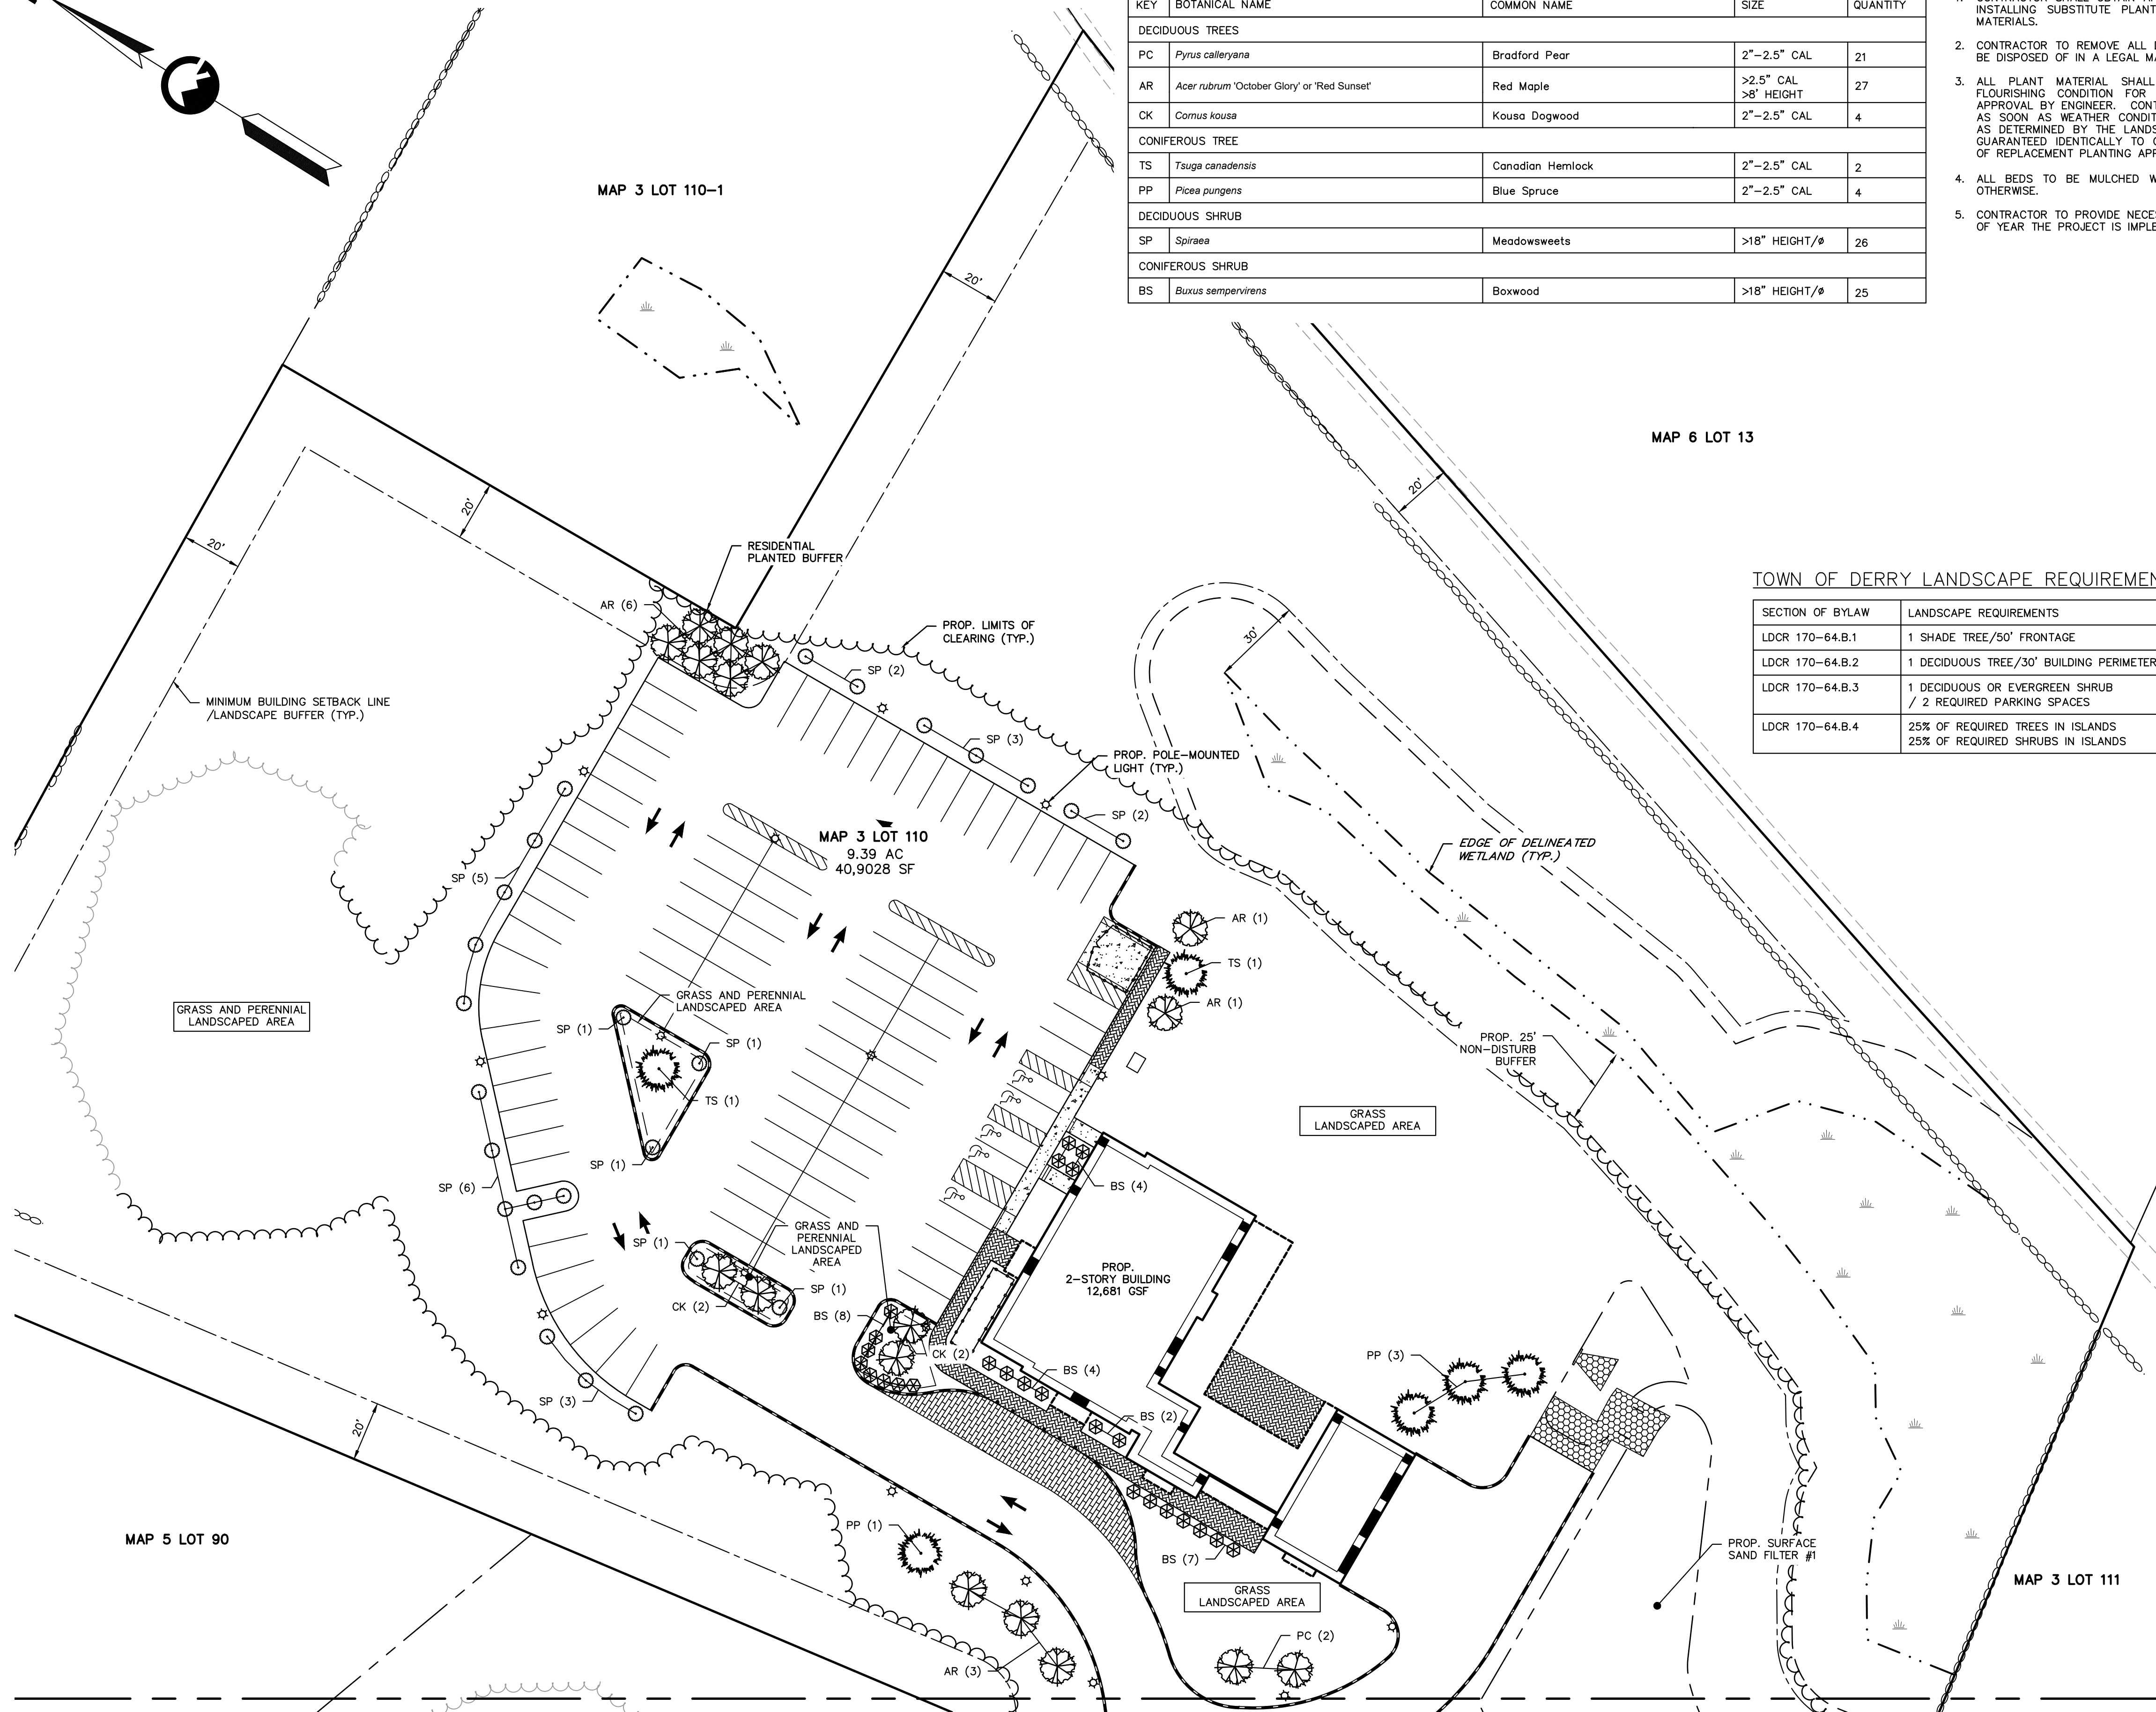 KEY BOTANICAL NAME COMMON NAME SIZE QUANTITY
DECIDUOUS TREES
PC Pyrus calleryana Bradford Pear 2"-2.5" CAL 21
AR Acer rubrum 'October Glory' or 'Red Sunset' Red Maple >2.5" CAL
>8' HEIGHT 27
CK Cornus kousa Kousa Dogwood 2"-2.5" CAL 4
CONIFEROUS TREE
TS Tsuga canadensis Canadian Hemlock 2"-2.5" CAL 2
PP Picea pungens Blue Spruce 2"-2.5" CAL 4
DECIDUOUS SHRUB
SP Spiraea Meadowsweets >18" HEIGHT/ø 26
CONIFEROUS SHRUB
BS Buxus sempervirens Boxwood >18" HEIGHT/ø 25
INSTALLING SUBSTITUTE PLANT
MATERIALS.
2. CONTRACTOR TO REMOVE ALL
BE DISPOSED OF IN A LEGAL
3. ALL PLANT MATERIAL SHALL
FLOURISHING CONDITION FOR
APPROVAL BY ENGINEER.
AS SOON AS WEATHER
AS DETERMINED BY THE
GUARANTEED IDENTICALLY TO
OF REPLACEMENT PLANTING
4. ALL BEDS TO BE MULCHED
OTHERWISE.
5. CONTRACTOR TO PROVIDE
OF YEAR THE PROJECT IS
MAP 3 LOT 110-1
20'
MAP 6 LOT 13
20'
20'
20'
RESIDENTIAL
PLANTED BUFFER
AR (6)
PROP. LIMITS OF
CLEARING (TYP.)
30'
TOWN OF DERRY LANDSCAPE
SECTION OF BYLAW LANDSCAPE REQUIREMENTS
LDCR 170-64.B.1 1 SHADE TREE/50' FRONTAGE
LDCR 170-64.B.2 1 DECIDUOUS TREE/30' BUILDING PERIMETER
LDCR 170-64.B.3 1 DECIDUOUS OR EVERGREEN SHRUB
/ 2 REQUIRED PARKING SPACES
LDCR 170-64.B.4 25% OF REQUIRED TREES IN ISLANDS
25% OF REQUIRED SHRUBS IN ISLANDS
SP (2)
MINIMUM BUILDING SETBACK LINE
/LANDSCAPE BUFFER (TYP.)
SP (3)
PROP. POLE-MOUNTED
LIGHT (TYP.)
SP (2)
MAP 3 LOT 110
9.39 AC
40,9028 SF
EDGE OF DELINEATED
WETLAND (TYP.)
SP (5)
AR (1)
TS (1)
AR (1)
GRASS AND PERENNIAL
LANDSCAPED AREA
GRASS AND PERENNIAL
LANDSCAPED AREA
SP (1)
SP (1)
PROP. 25'
NON-DISTURB
BUFFER
TS (1)
GRASS
LANDSCAPED AREA
SP (1)
SP (6)
BS (4)
GRASS AND
PERENNIAL
LANDSCAPED
AREA
SP (1)
SP (1)
CK (2)
BS (8)
PROP.
2-STORY BUILDING
12,681 GSF
CK (2)
BS (4)
PP (3)
SP (3)
BS (2)
20'
PP (1)
MAP 5 LOT 90
BS (7)
PROP. SURFACE
SAND FILTER #1
MAP 3 LOT 111
GRASS
LANDSCAPED AREA
PC (2)
AR (3)